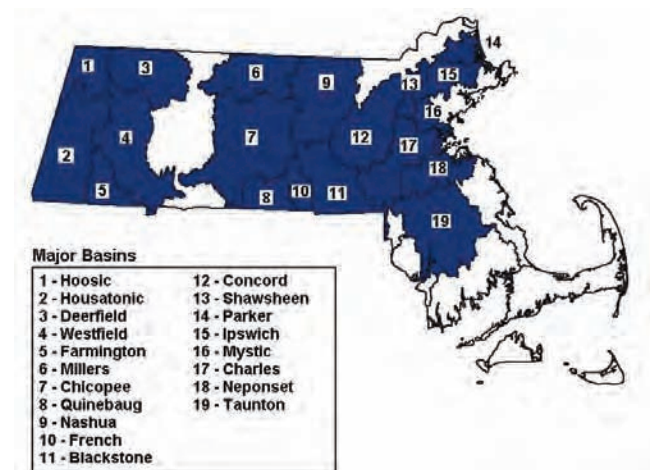 14
1
3
6
9
13
15
16
12
17
4
7
2
18
5
8
10
11
19
Major Basins
1 - Hoosic
2 - Housatonic
3 - Deerfield
4 - Westfield
5 - Farmington
6 - Millers
7 - Chicopee
8 - Quinebaug
9 - Nashua
10 - French
11 - Blackstone
12 - Concord
13 - Shawsheen
14 - Parker
15 - Ipswich
16 - Mystic
17 - Charles
18 - Neponset
19 - Taunton